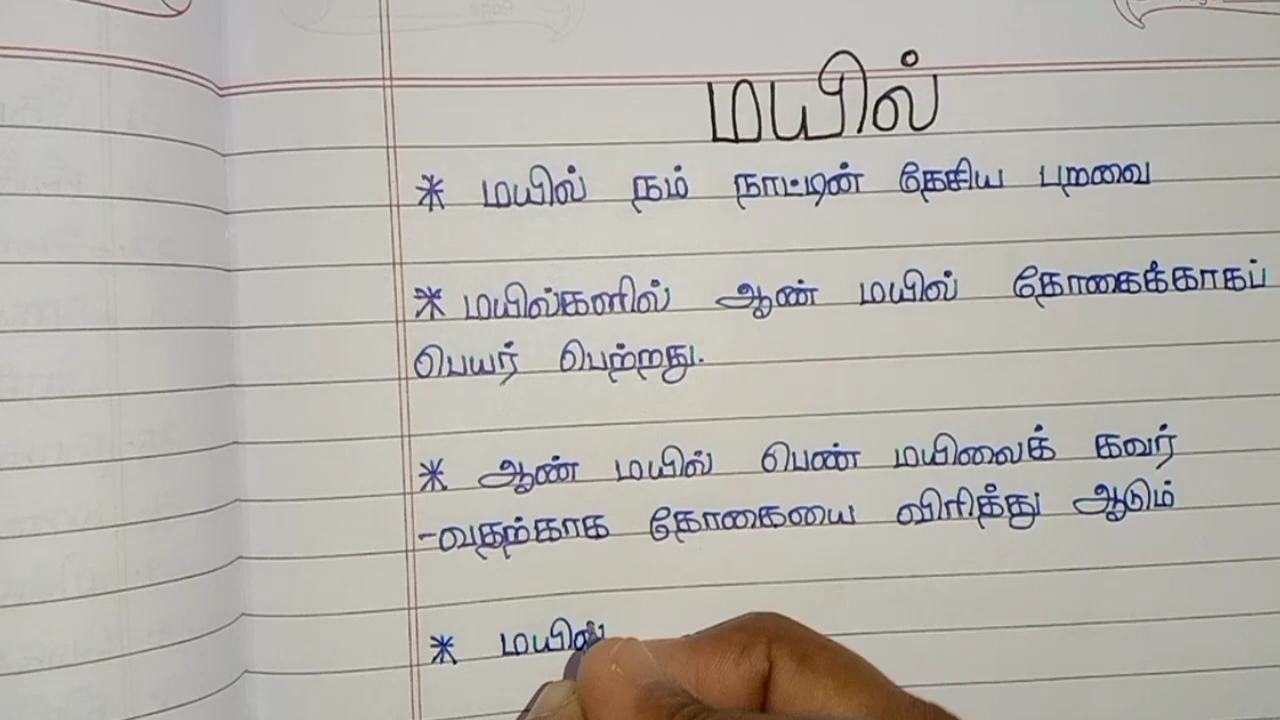 மயில்
* மயில் நம் நாட்டின் தேசிய பறவை
* மயில்களில் ஆண் மயில் தோகைக்காகப்
பெயர் பெற்றது.
* ஆண் மயில் பெண் மயிலைக் கவர்
-வதற்காக தோகையை விரித்து ஆடும்
* மயில